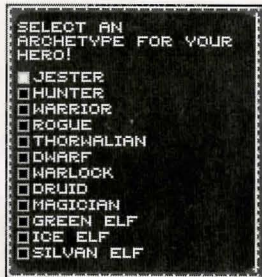 SELECT AN
ARCHETYPE FOR YOUR
HERO!
JESTER
HUNTER
WARRIOR
ROGUE
THORWALIAN
DWARF
WARLOCK
DRUID
MAGICIAN
GREEN ELF
ICE ELF
SILVAN ELF